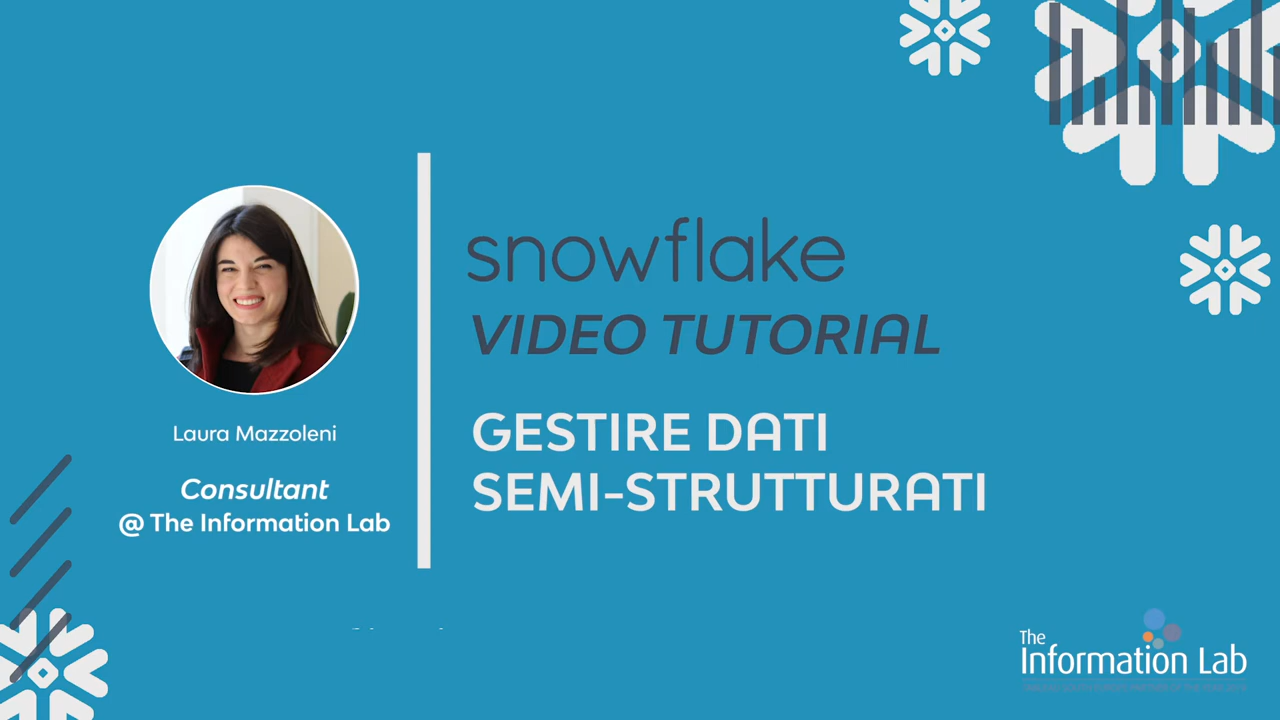 Laura Mazzoleni
Consultant
@ The Information Lab
snowflake
VIDEO TUTORIAL
GESTIRE DATI
SEMI-STRUTTURATI
The
Information Lab